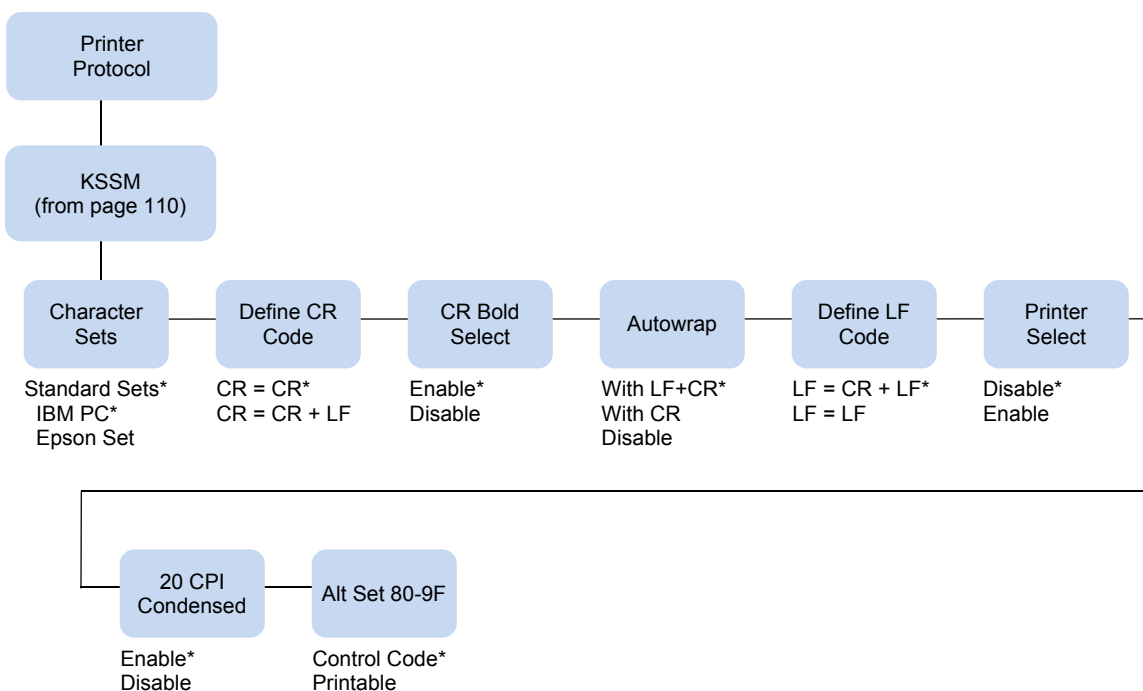 Printer
Protocol
KSSM
(from page 110)
Character
Sets
Define CR
Code
CR Bold
Select
Autowrap
Define LF
Code
Printer
Select
Standard Sets*
IBM PC*
Epson Set
CR = CR*
CR = CR + LF
Enable*
Disable
With LF+CR*
With CR
Disable
LF = CR + LF*
LF = LF
Disable*
Enable
20 CPI
Condensed
Alt Set 80-9F
Enable*
Disable
Control Code*
Printable